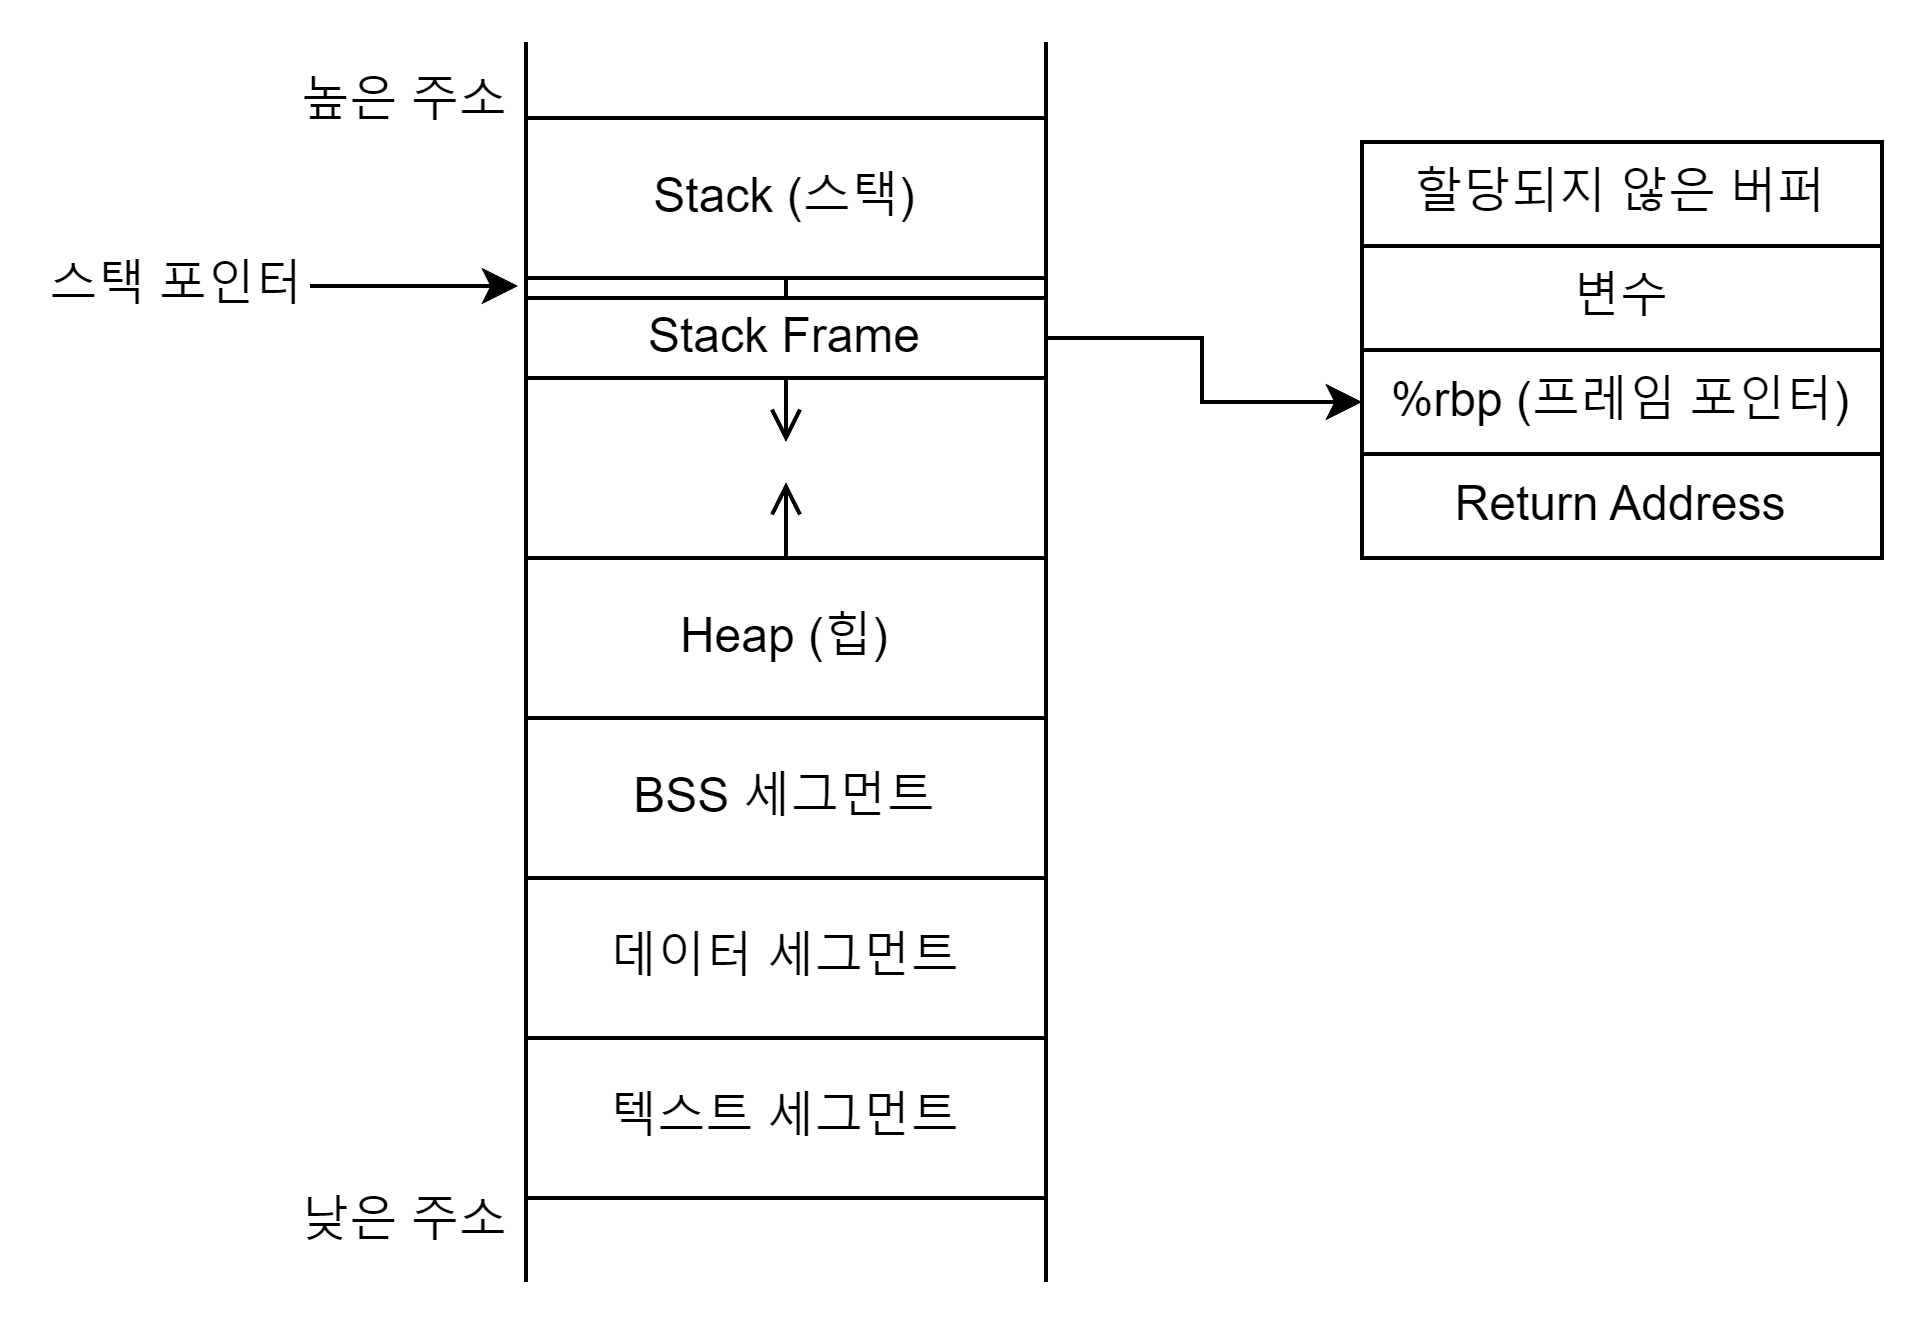 높은 주소
Stack (스택)
스택 포인터
Stack Frame
할당되지 않은 버퍼
변수
%rbp (프레임 포인터)
Return Address
Heap (힙)
BSS 세그먼트
데이터 세그먼트
텍스트 세그먼트
낮은 주소